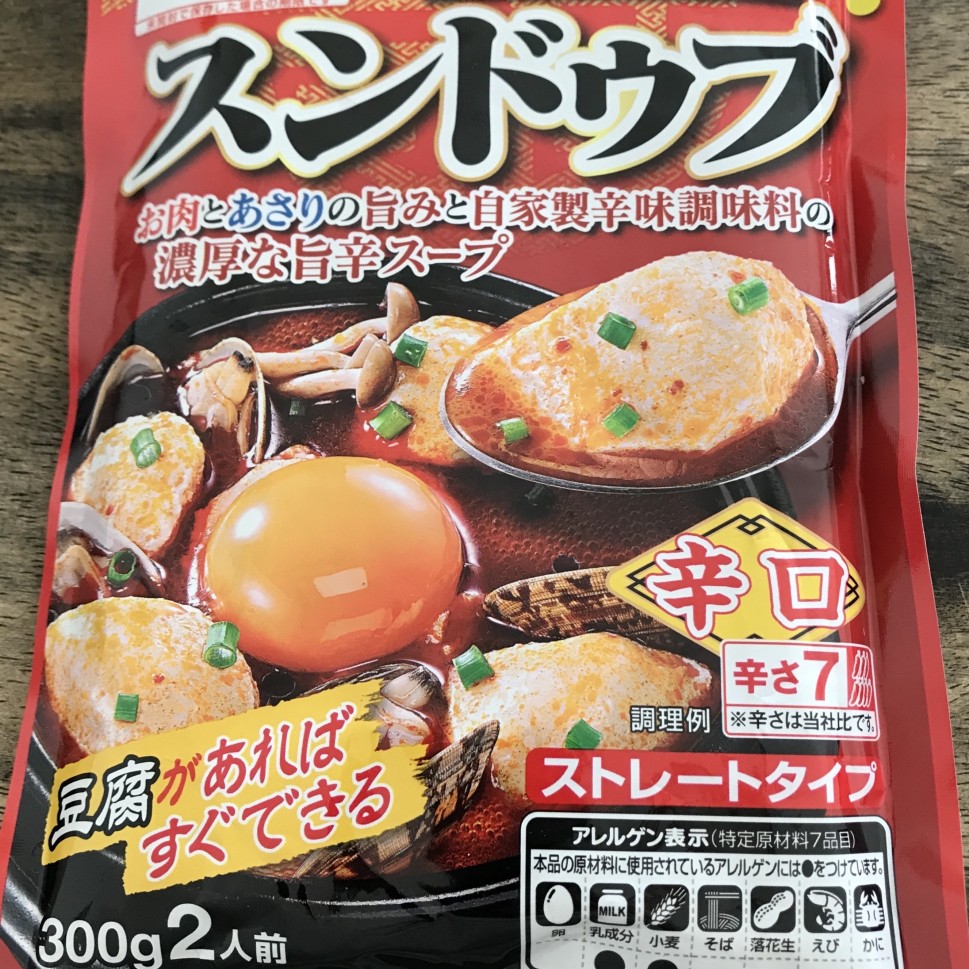 スンドゥブ
お肉とあさりの旨みと自家製辛味調味料の
濃厚な旨辛スープ
辛口
辛さ7
※辛さは当社比です。
調理例
豆腐があれば
すぐできる
ストレートタイプ
アレルゲン表示(特定原材料7品目)
本品の原材料に使用されているアレルゲンには●をつけています。
MILK
卵 乳成分 小麦 そば 落花生 えび かに
300g2人前